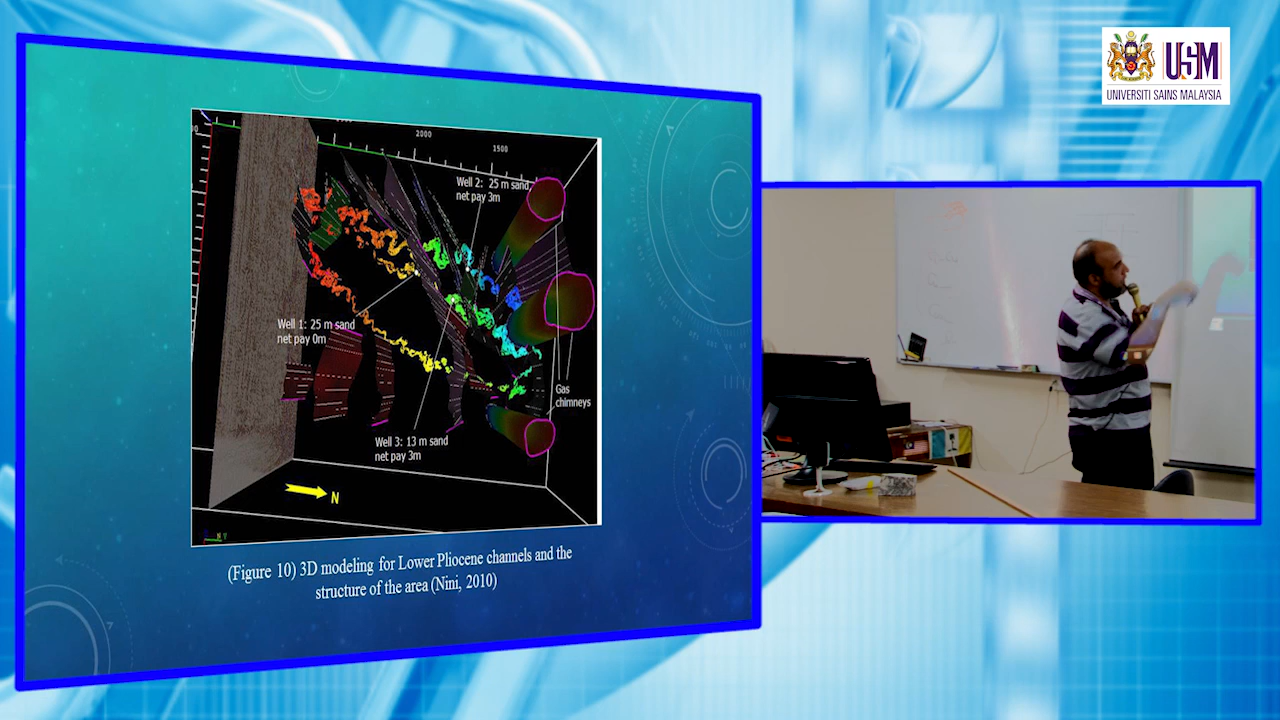 USM
UNIVERSITI SAINS MALAYSIA
2000
1500
Well 2: 25 m sand
net pay 3m
Well 1: 25 m sand
net pay 0m
Gas
chimneys
Well 3: 13 m sand
net pay 3m
N
(Figure 10) 3D modeling for Lower Pliocene channels and the
structure of the area (Nini, 2010)